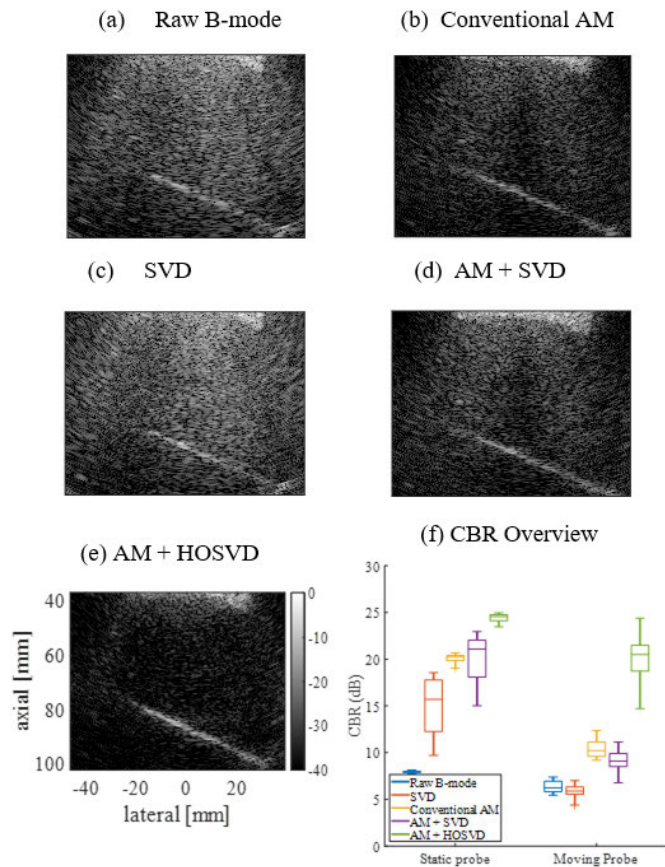 (a) Raw B-mode
(b) Conventional AM
(c) SVD
(d) AM + SVD
(e) AM + HOSVD
0
-10
-20
-30
-40
40
60
80
100
axial [mm]
-40 -20 0 20
lateral [mm]
(f) CBR Overview
30
25
20
15
10
5
0
CBR (dB)
Raw B-mode
SVD
Conventional AM
AM + SVD
AM + HOSVD
Static probe Moving Probe